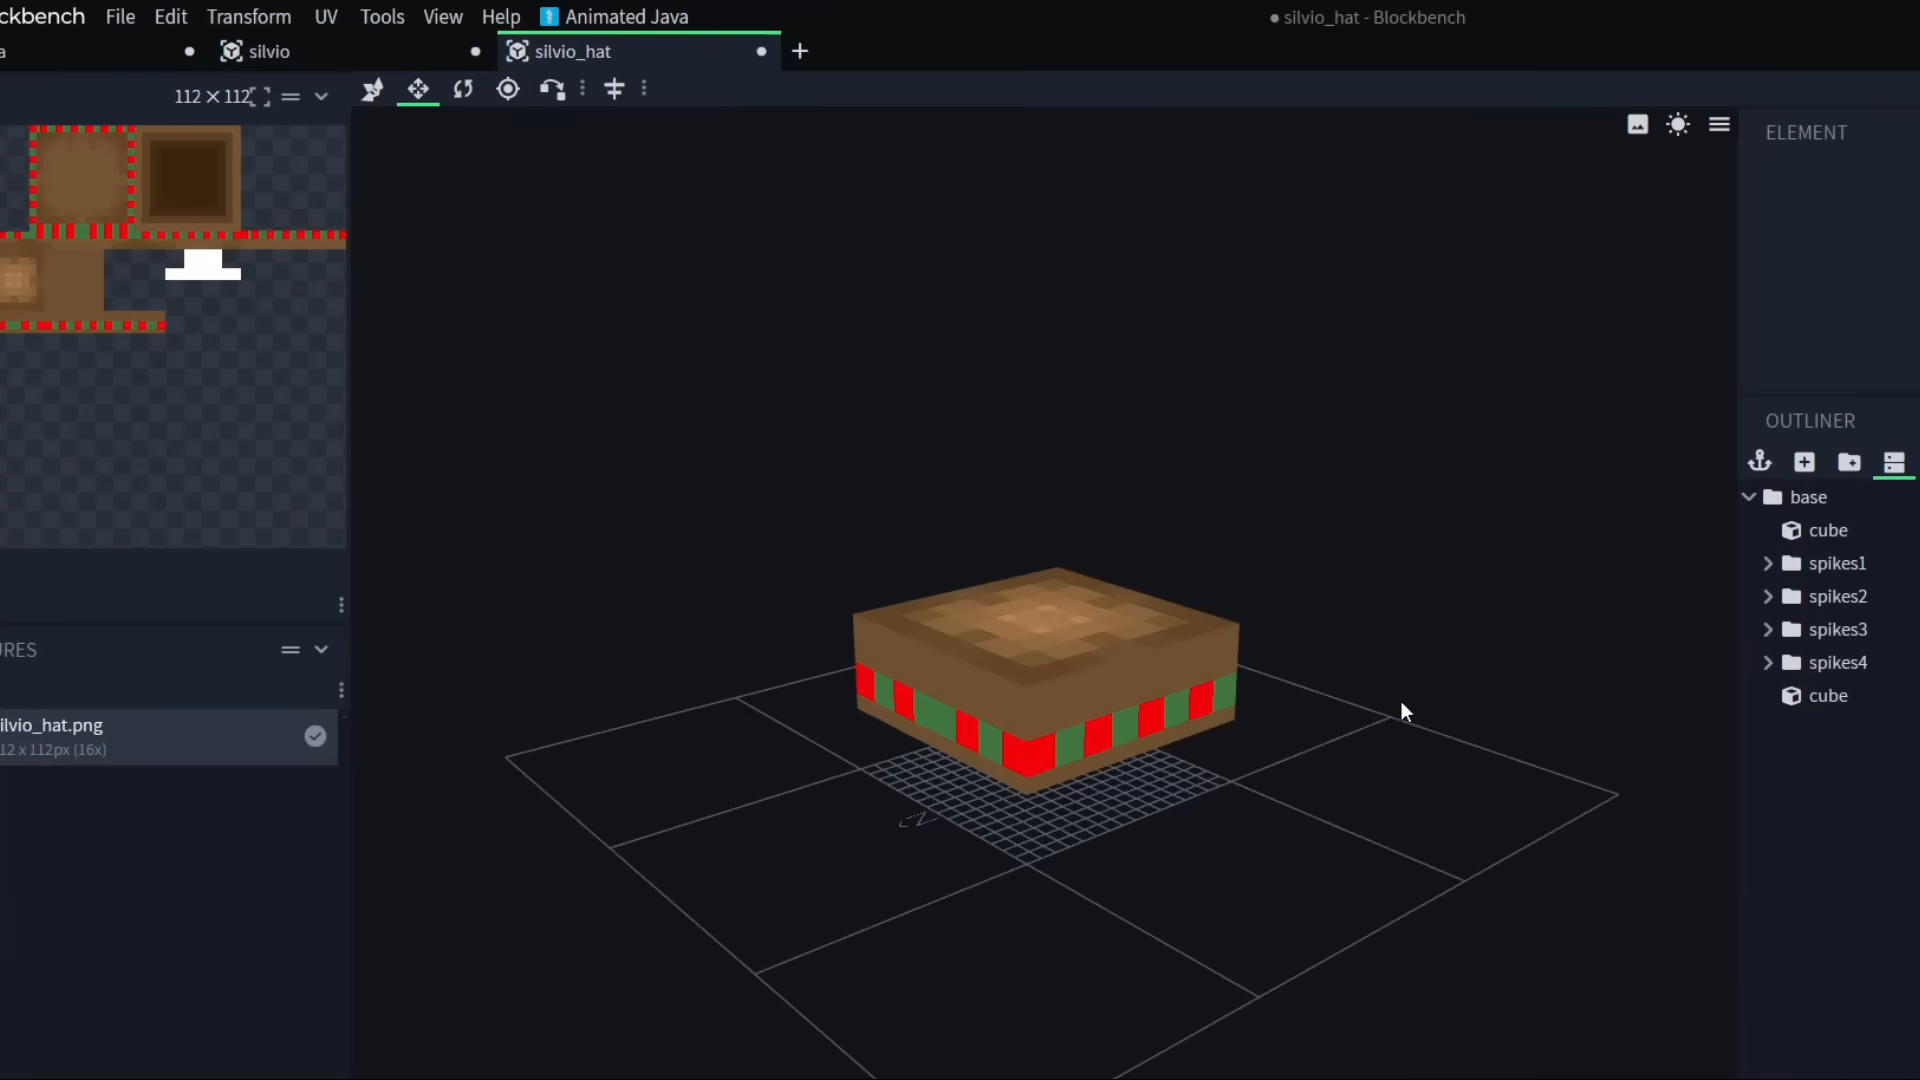 ckbench File Edit Transform UV Tools View Help Animated Java silvio_hat - Blockbench
a silvio silvio_hat
112 × 112
ELEMENT
OUTLINER
base
cube
spikes1
spikes2
spikes3
spikes4
cube
URES
ilvio_hat.png
12 x 112px (16x)